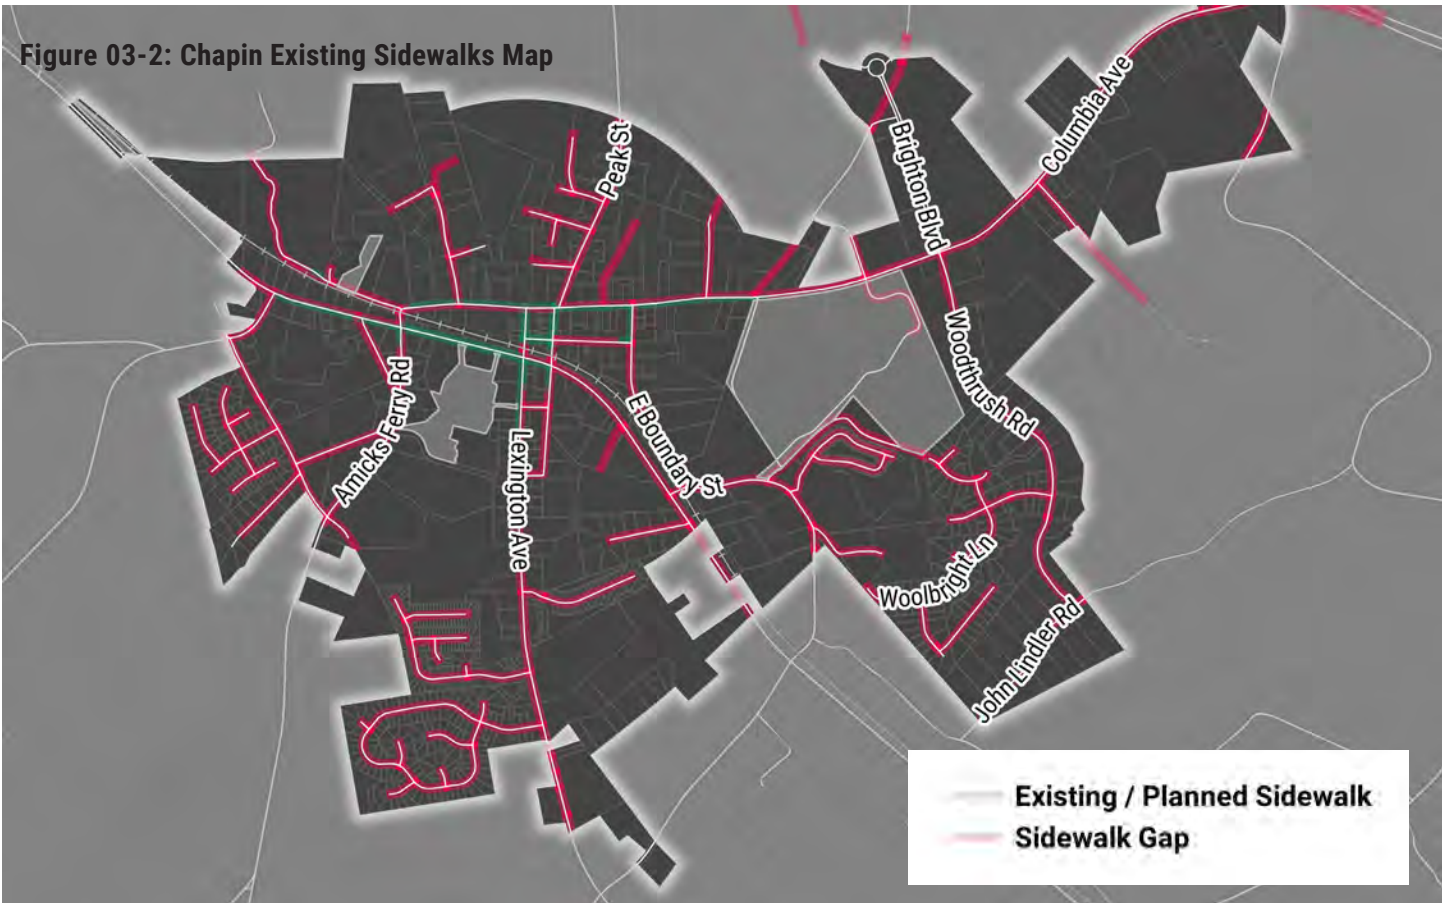 Figure 03-2: Chapin Existing Sidewalks Map
Peak St
Brighton Blvd
Columbia Ave
Woodthrush Rd
Amicks Ferry Rd
Lexington Ave
E Boundary St
Woolbright Ln
John Lindler Rd
Existing / Planned Sidewalk
Sidewalk Gap